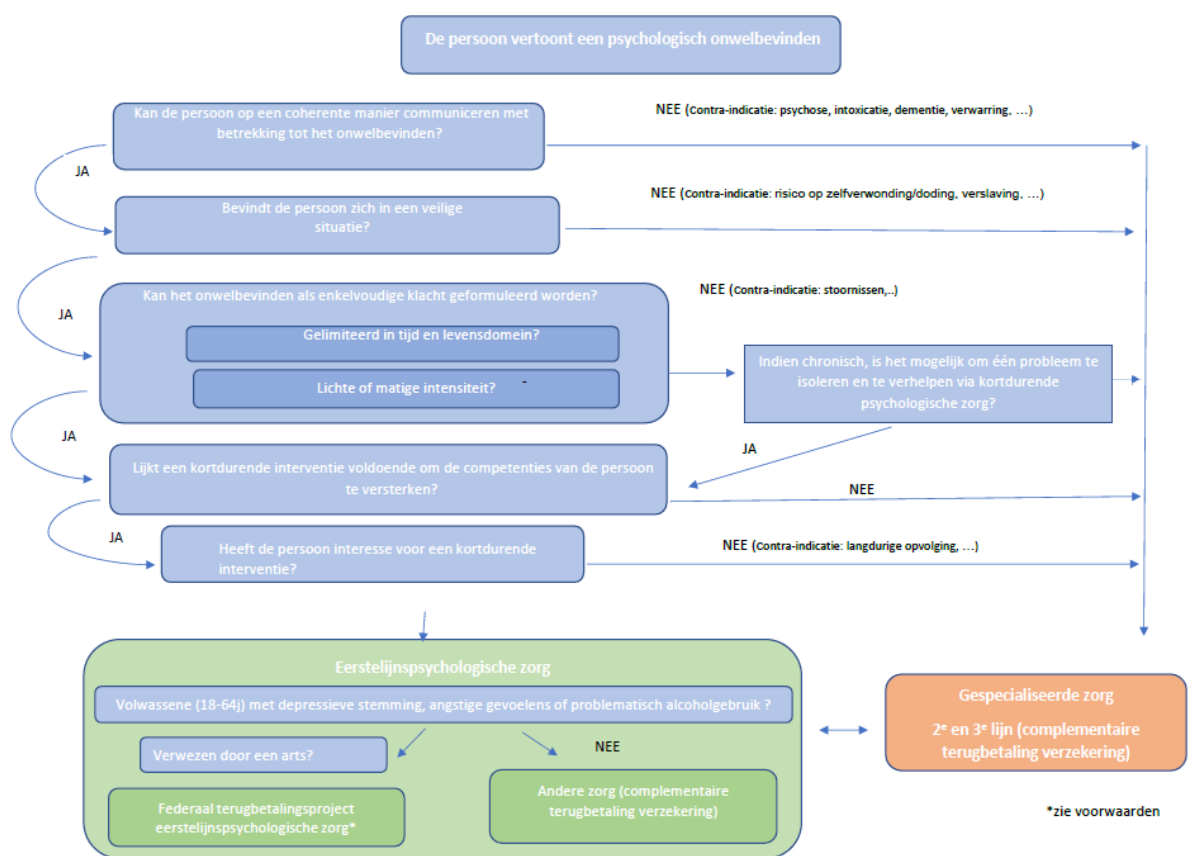 De persoon vertoont een psychologisch onwelbevinden
Kan de persoon op een coherente manier communiceren met
betrekking tot het onwelbevinden?
NEE (Contra-indicatie: psychose, intoxicatie, dementie, verwarring, …)
JA
Bevindt de persoon zich in een veilige
situatie?
NEE (Contra-indicatie: risico op zelfverwonding/doding, verslaving, …)
JA
Kan het onwelbevinden als enkelvoudige klacht geformuleerd worden?
NEE (Contra-indicatie: stoornissen,..)
Gelimiteerd in tijd en levensdomein?
Lichte of matige intensiteit? -
Indien chronisch, is het mogelijk om één probleem te
isoleren en te verhelpen via kortdurende
psychologische zorg?
JA
JA
Lijkt een kortdurende interventie voldoende om de competenties van de persoon
te versterken?
NEE
JA
Heeft de persoon interesse voor een kortdurende
interventie?
NEE (Contra-indicatie: langdurige opvolging, …)
Eerstelijnspsychologische zorg
Volwassene (18-64j) met depressieve stemming, angstige gevoelens of problematisch alcoholgebruik ?
Verwezen door een arts?
NEE
Federaal terugbetalingsproject
eerstelijnspsychologische zorg*
Andere zorg (complementaire
terugbetaling verzekering)
Gespecialiseerde zorg
2e en 3e lijn (complementaire
terugbetaling verzekering)
*zie voorwaarden